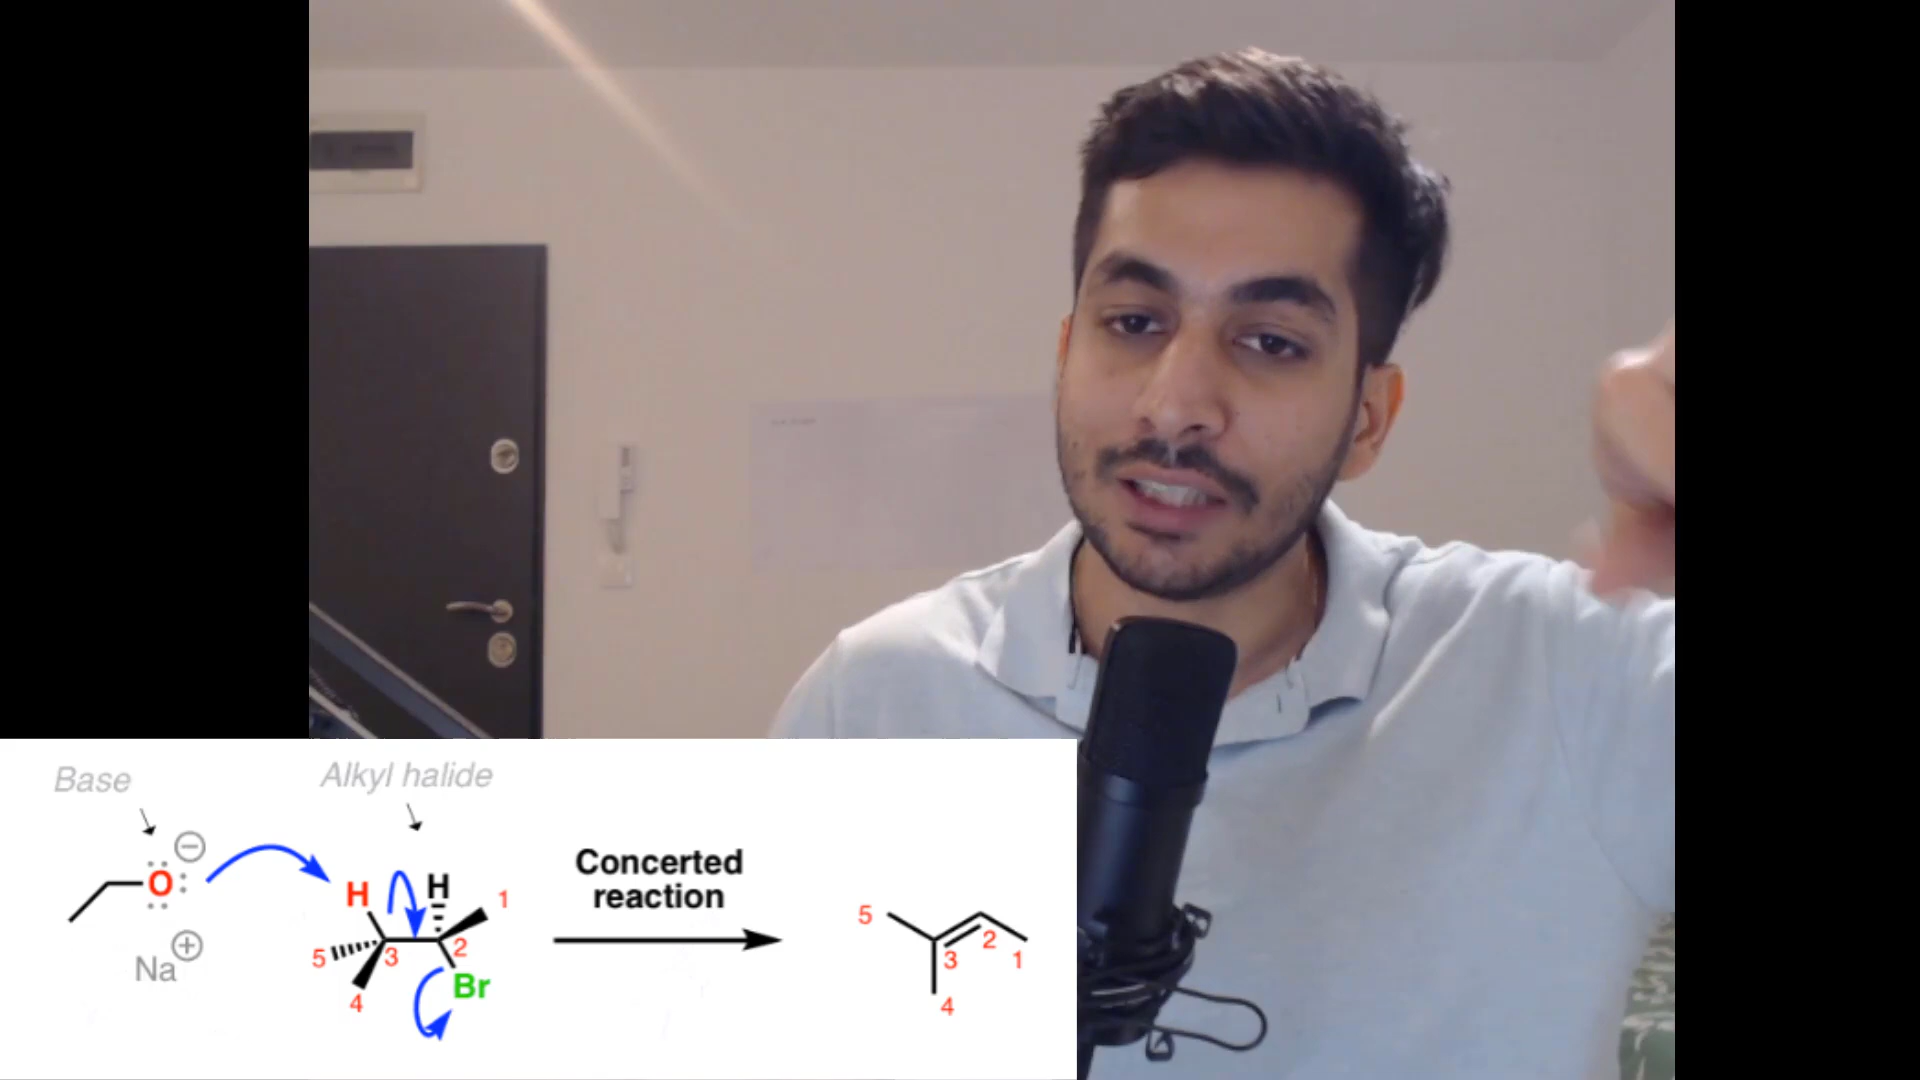 Base
Alkyl halide
⊖
:O:
H
H
1
5
3
2
4
Br
Na⊕
Concerted
reaction
5
2
3
1
4